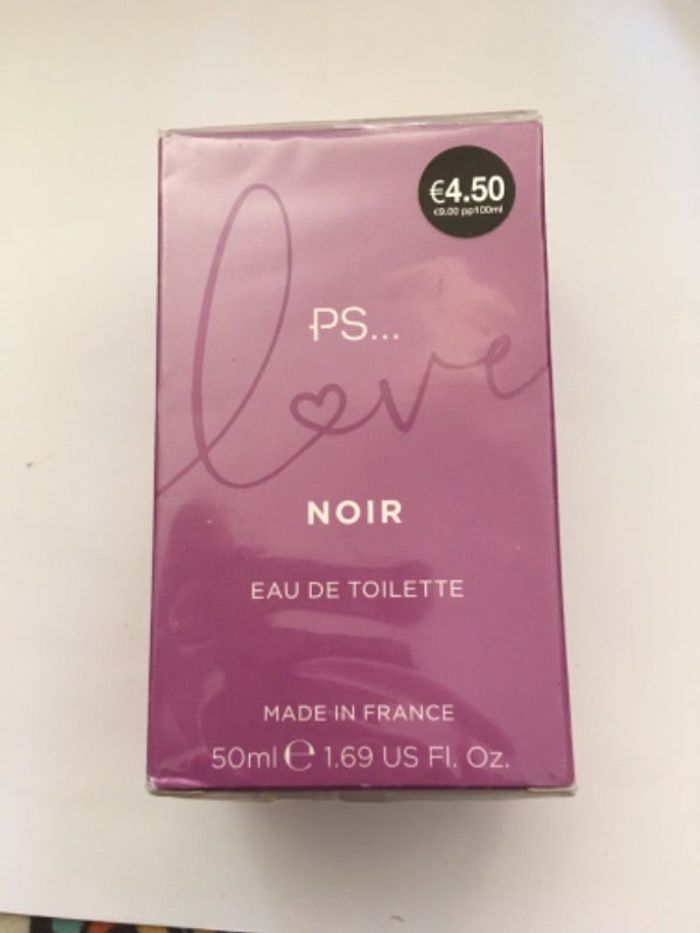 €4.50
€9.00 pp100ml
PS...
love
NOIR
EAU DE TOILETTE
MADE IN FRANCE
50ml ℮ 1.69 US Fl. Oz.